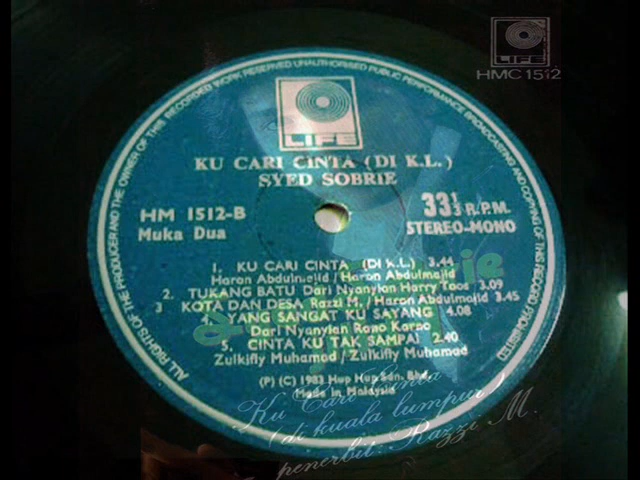 LIFE
HMC 1512
ALL RIGHTS OF THE PRODUCER AND THE OWNER OF THIS RECORDED WORK RESERVED UNAUTHORISED PUBLIC PERFORMANCE BROADCASTING AND COPYING OF THIS RECORD PROHIBITED
LIFE
KU CARI CINTA (DI K.L.)
SYED SOBRIE
HM 1512-B
Muka Dua
33⅓ R.P.M.
STEREO-MONO
1. KU CARI CINTA (DI K.L.) 3.44
Haron Abdulmajid / Haron Abdulmajid
2. TUKANG BATU Dari Nyanyian Harry Toos 3.09
3 KOTA DAN DESA Razzi M. / Haron Abdulmajid 3.45
YANG SANGAT KU SAYANG 4.08
Dari Nyanyian Rano Karno
5. CINTA KU TAK SAMPAI 2.40
Zulkifly Muhamad / Zulkifly Muhamad
(P) (C) 1983 Hup Hup Sdn. Bhd.
Made in Malaysia
Ku Cari Cinta
(di kuala lumpur)
penerbit: Razzi M.